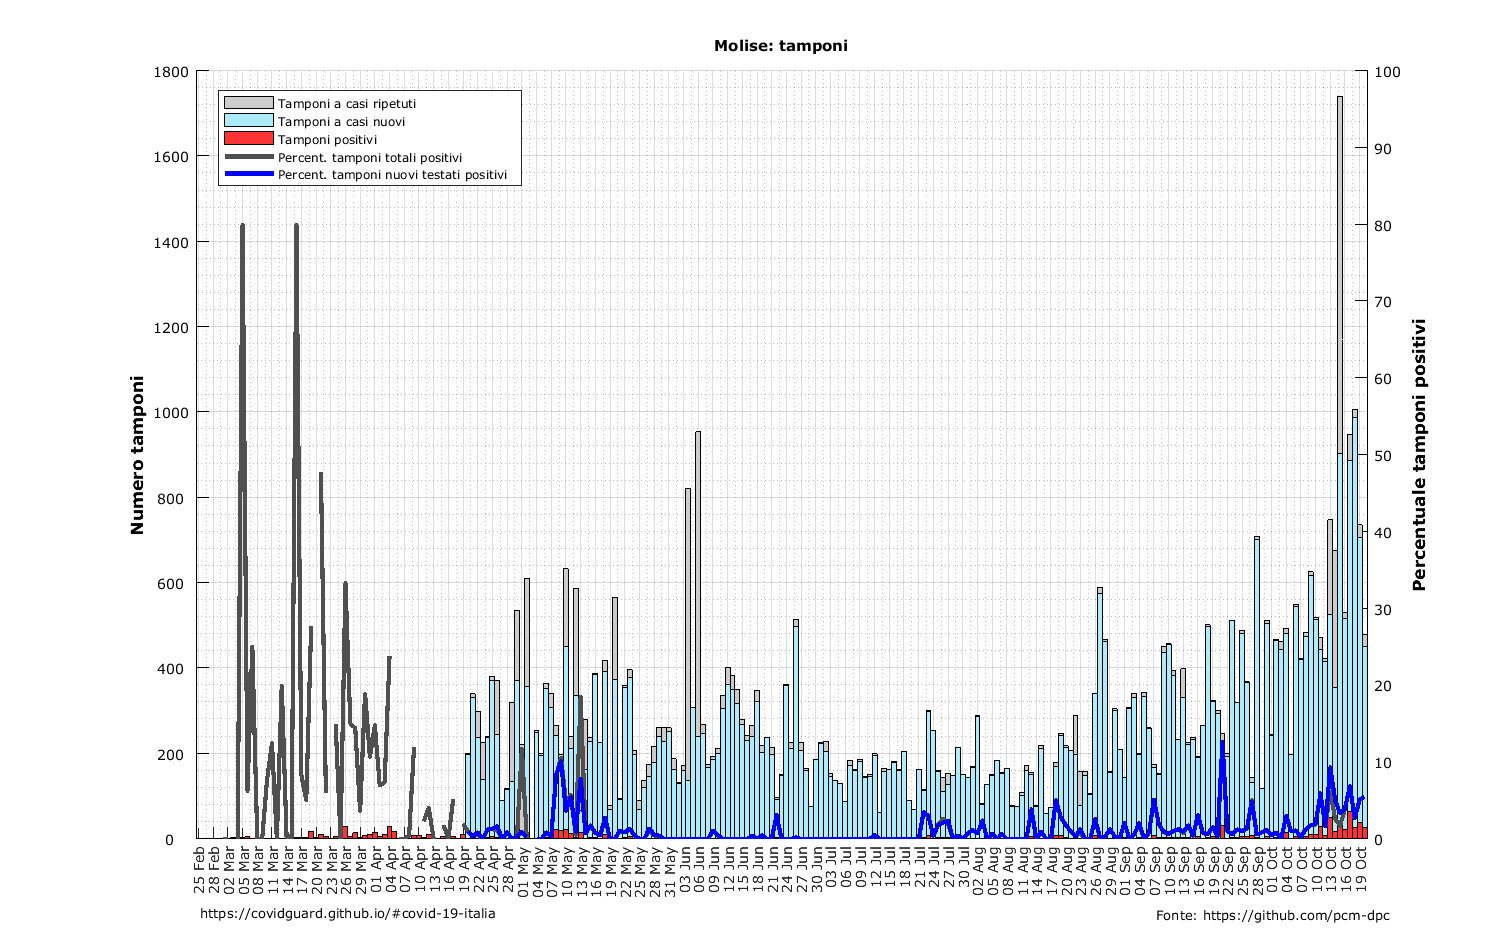 Molise: tamponi
Tamponi a casi ripetuti
Tamponi a casi nuovi
Tamponi positivi
Percent. tamponi totali positivi
Percent. tamponi nuovi testati positivi
Numero tamponi
1800
1600
1400
1200
1000
800
600
400
200
0
Percentuale tamponi positivi
100
90
80
70
60
50
40
30
20
10
0
25 Feb
28 Feb
02 Mar
05 Mar
08 Mar
11 Mar
14 Mar
17 Mar
20 Mar
23 Mar
26 Mar
29 Mar
01 Apr
04 Apr
07 Apr
10 Apr
13 Apr
16 Apr
19 Apr
22 Apr
25 Apr
28 Apr
01 May
04 May
07 May
10 May
13 May
16 May
19 May
22 May
25 May
28 May
31 May
03 Jun
06 Jun
09 Jun
12 Jun
15 Jun
18 Jun
21 Jun
24 Jun
27 Jun
30 Jun
03 Jul
06 Jul
09 Jul
12 Jul
15 Jul
18 Jul
21 Jul
24 Jul
27 Jul
30 Jul
02 Aug
05 Aug
08 Aug
11 Aug
14 Aug
17 Aug
20 Aug
23 Aug
26 Aug
29 Aug
01 Sep
04 Sep
07 Sep
10 Sep
13 Sep
16 Sep
19 Sep
22 Sep
25 Sep
28 Sep
01 Oct
04 Oct
07 Oct
10 Oct
13 Oct
16 Oct
19 Oct
https://covidguard.github.io/#covid-19-italia
Fonte: https://github.com/pcm-dpc